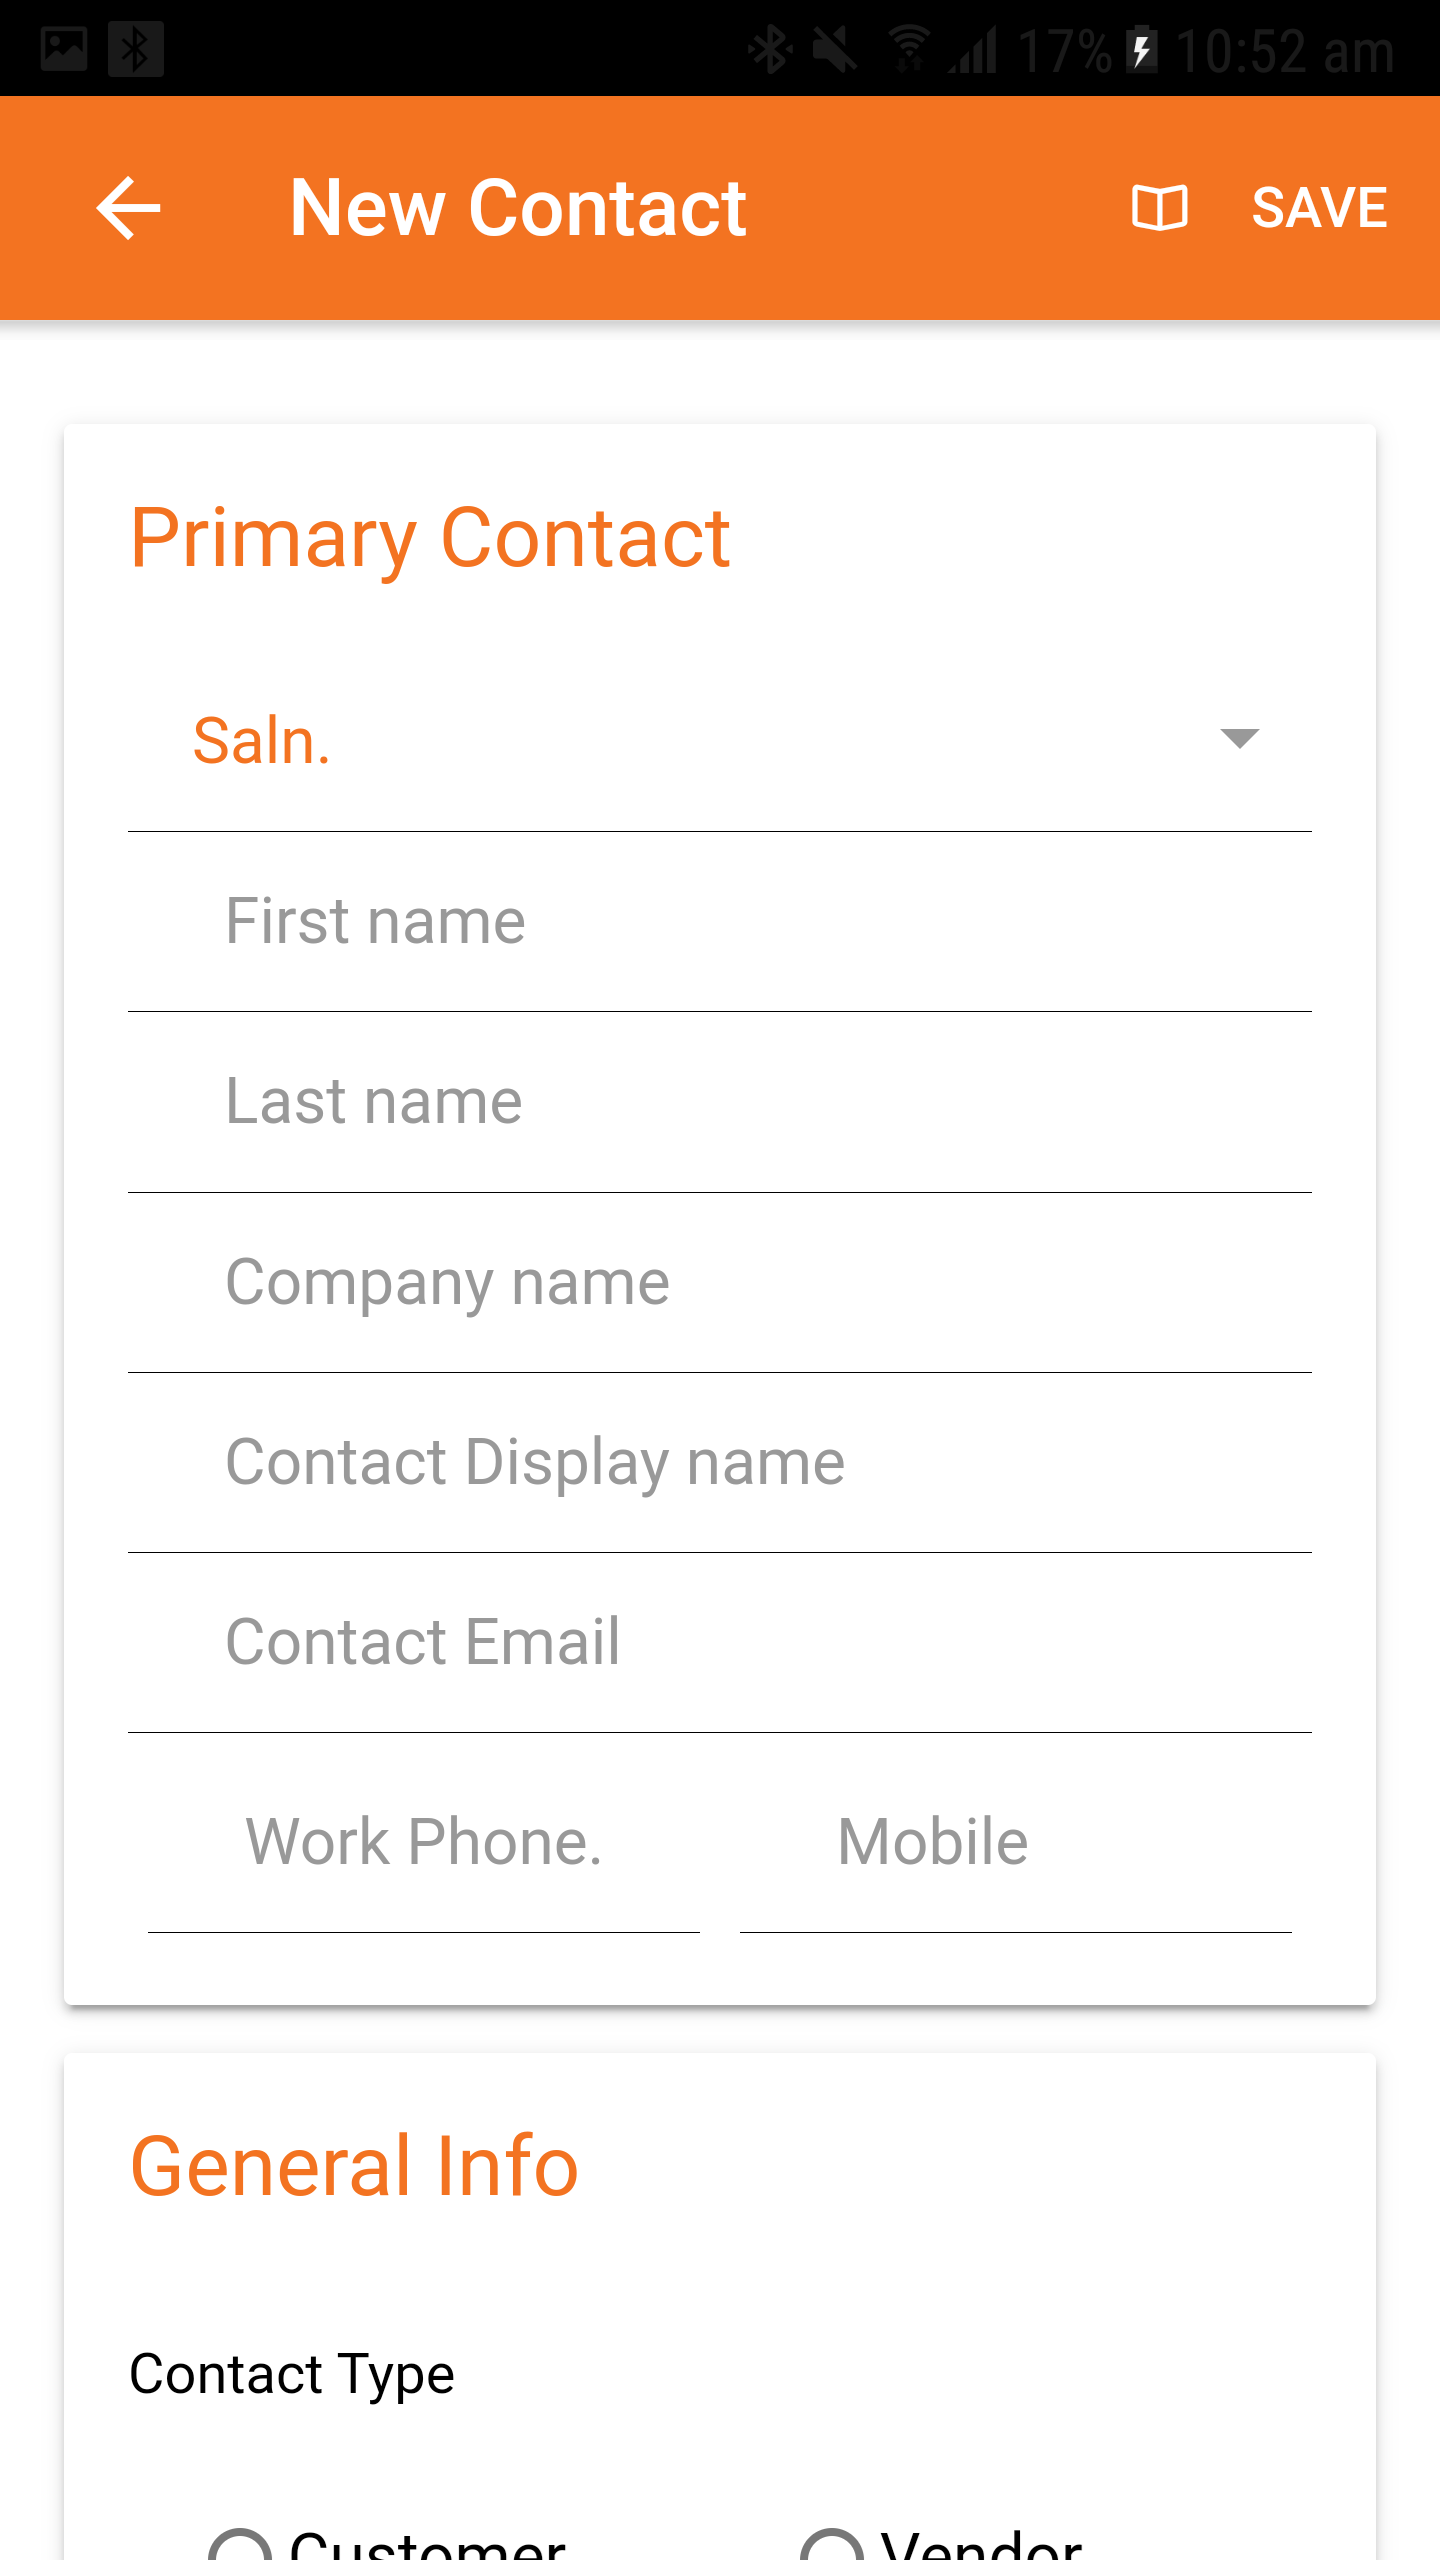 17% 10:52 am
New Contact SAVE
Primary Contact
Saln.
First name
Last name
Company name
Contact Display name
Contact Email
Work Phone. Mobile
General Info
Contact Type
Customer Vendor